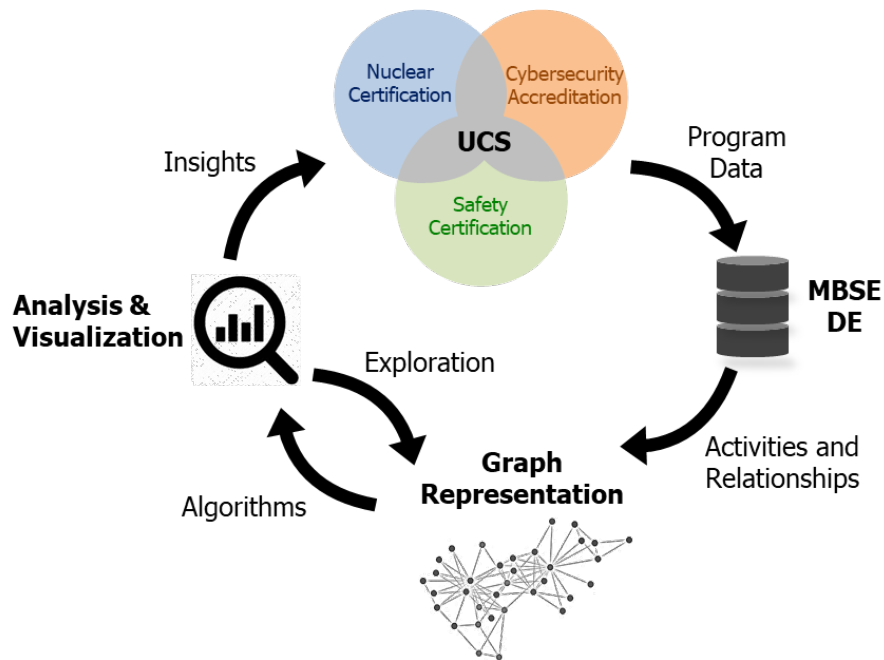 Nuclear
Certification
Cybersecurity
Accreditation
UCS
Safety
Certification
Insights
Program
Data
Analysis &
Visualization
MBSE
DE
Exploration
Activities and
Relationships
Graph
Representation
Algorithms